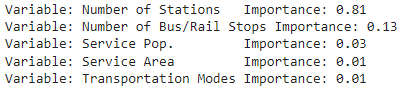 Variable: Number of Stations   Importance: 0.81
Variable: Number of Bus/Rail Stops Importance: 0.13
Variable: Service Pop.         Importance: 0.03
Variable: Service Area         Importance: 0.01
Variable: Transportation Modes Importance: 0.01